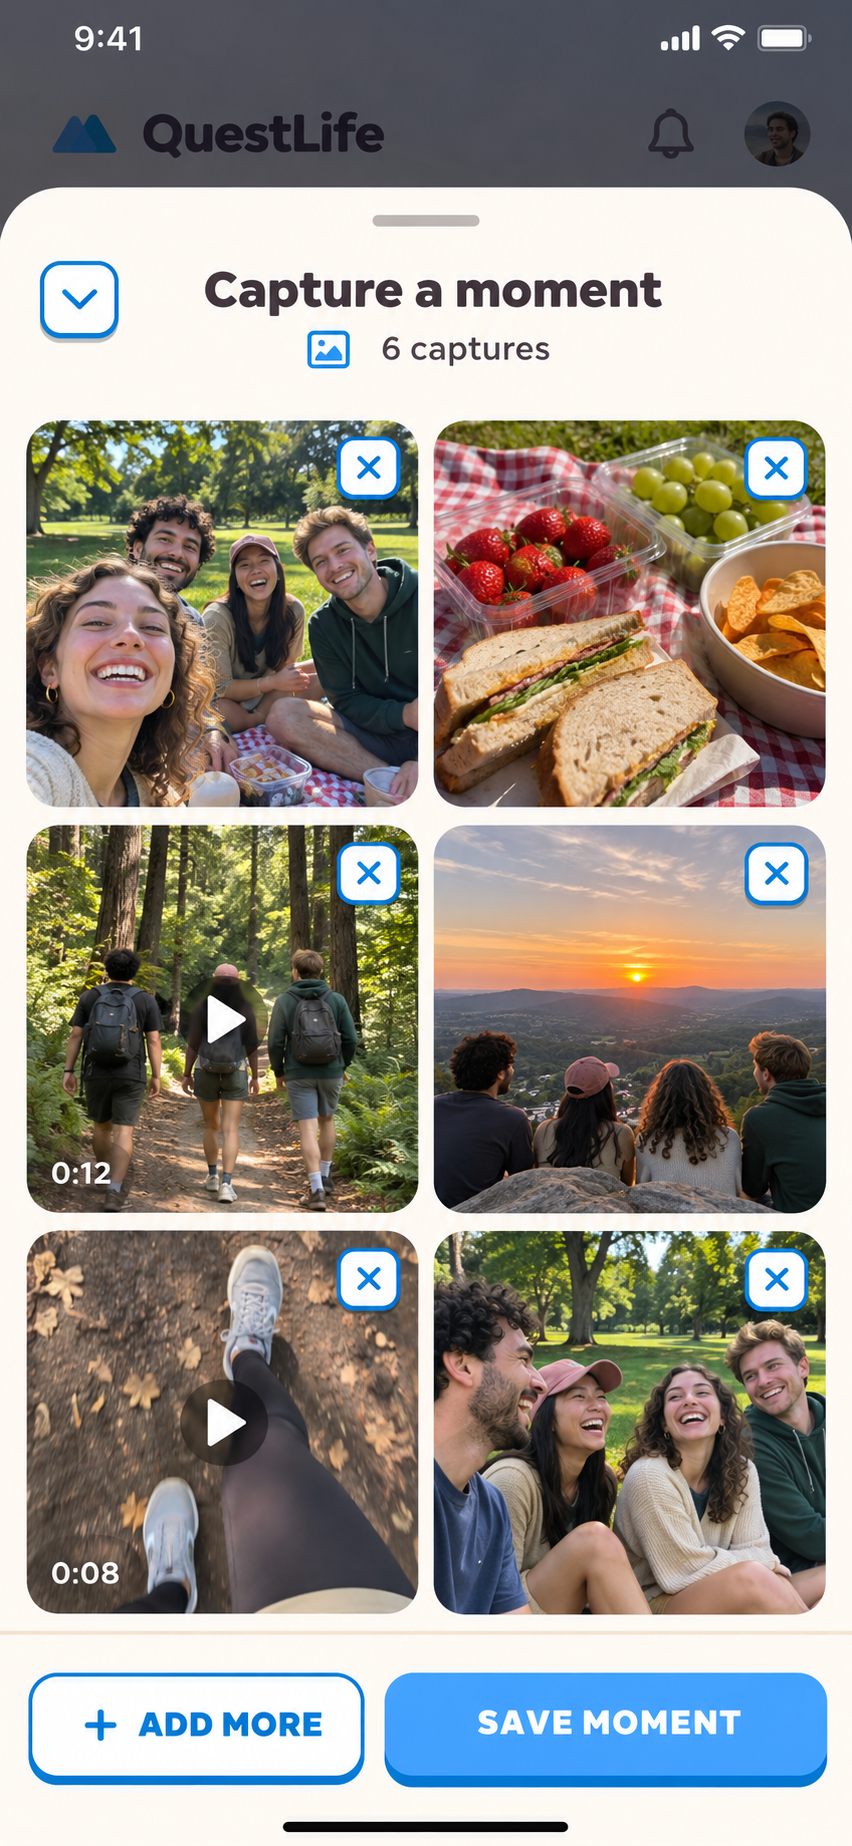 9:41
QuestLife
Capture a moment
6 captures
0:12
0:08
+ ADD MORE
SAVE MOMENT